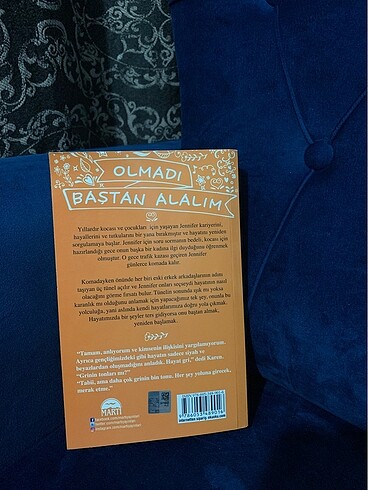 OLMADI
BAŞTAN ALALIM
Yıllardır kocası ve çocukları için yaşayan Jennifer kariyerini,
hayallerini ve tutkularını bir yana bırakmıştır ve hayatını yeniden
sorgulamaya başlar. Jennifer için soru sormanın bedeli, kocası için
hazırlandığı gece onun başka bir kadına ilgi duyduğunu öğrenmek
olmuştur. O gece trafik kazası geçiren Jennifer
günlerce komada kalır.
Komadayken önünde her biri eski erkek arkadaşlarının adını
taşıyan üç tünel açılır ve Jennifer onları seçseydi hayatının nasıl
olacağını görme fırsatı bulur. Tünelin sonunda ışık mı yoksa
karanlık mı olduğunu anlamak için yapacağımız tek şey, onunla bu
yolculuğa, yani aslında kendi hayatlarımıza doğru yola çıkmak.
Hayatımızda bir şeyler ters gidiyorsa onu baştan almak,
yeniden başlamak.
“Tamam, anlıyorum ve kimsenin ilişkisini yargılamıyorum.
Ayrıca gençliğimizdeki gibi hayatın sadece siyah ve
beyazlardan oluşmadığını anladık. Hayat gri,” dedi Karen.
“Grinin tonları mı?”
“Tabii, ama daha çok grinin bin tonu. Her şey yoluna girecek,
merak etme.”
MARTI